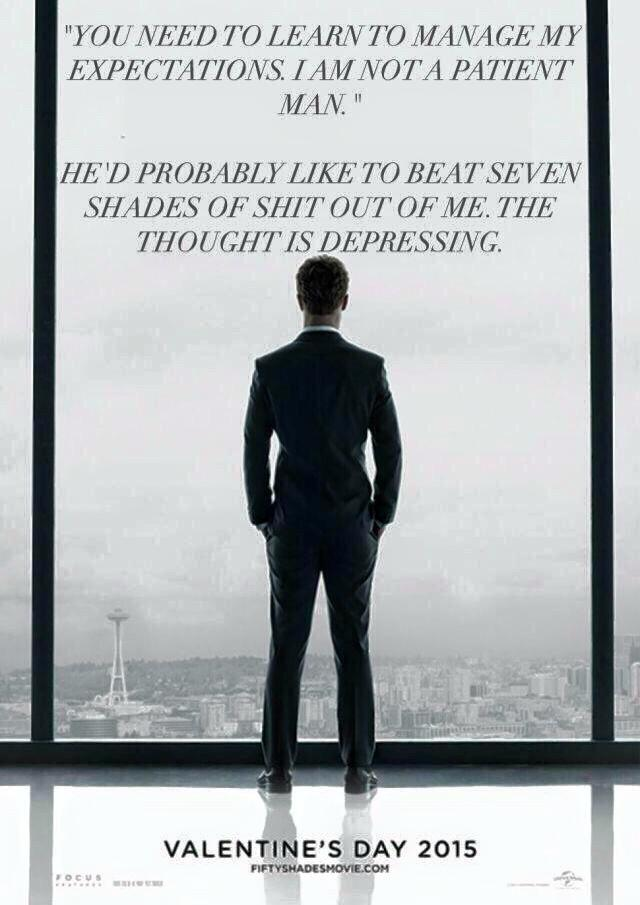 "YOU NEED TO LEARN TO MANAGE MY
EXPECTATIONS. I AM NOT A PATIENT
MAN."
HE'D PROBABLY LIKE TO BEAT SEVEN
SHADES OF SHIT OUT OF ME. THE
THOUGHT IS DEPRESSING.
VALENTINE'S DAY 2015
FIFTYSHADESMOVIE.COM
FOCUS
FEATURES